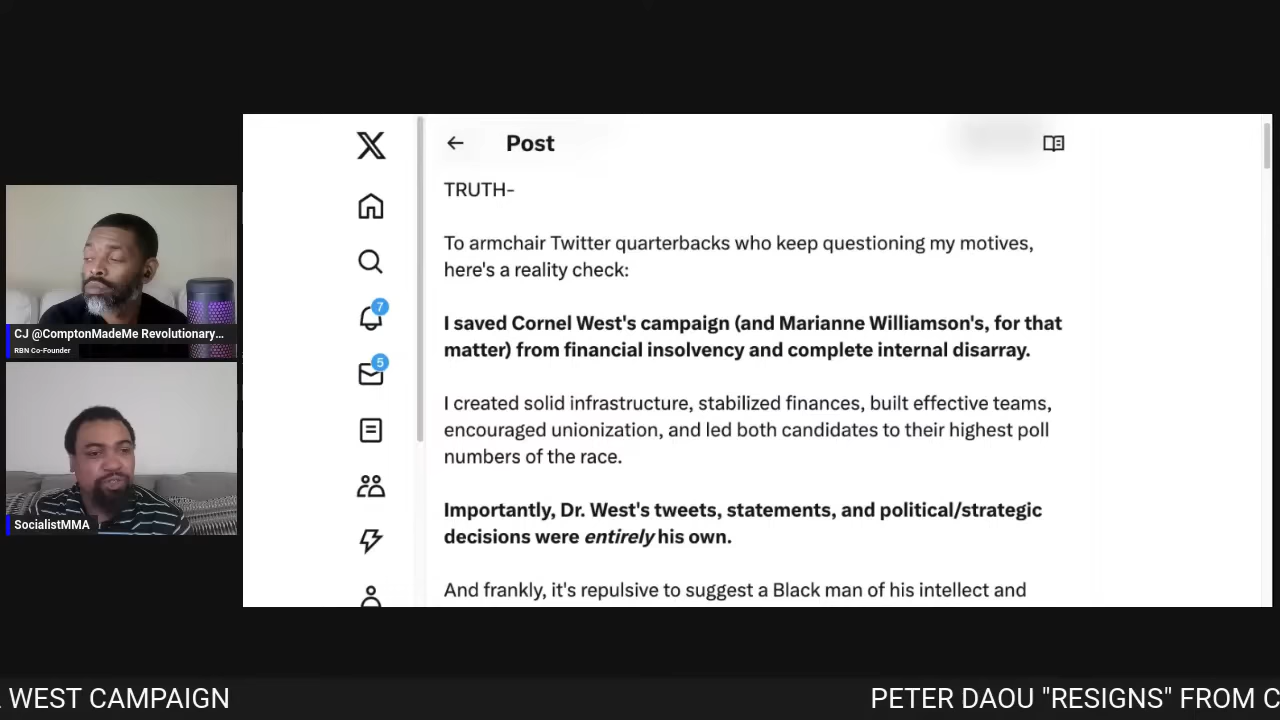 Post
TRUTH-
To armchair Twitter quarterbacks who keep questioning my motives,
here's a reality check:
I saved Cornel West's campaign (and Marianne Williamson's, for that
matter) from financial insolvency and complete internal disarray.
I created solid infrastructure, stabilized finances, built effective teams,
encouraged unionization, and led both candidates to their highest poll
numbers of the race.
Importantly, Dr. West's tweets, statements, and political/strategic
decisions were entirely his own.
And frankly, it's repulsive to suggest a Black man of his intellect and
7
5
CJ @ComptonMadeMe Revolutionary...
RBN Co-Founder
SocialistMMA
WEST CAMPAIGN
PETER DAOU "RESIGNS" FROM C